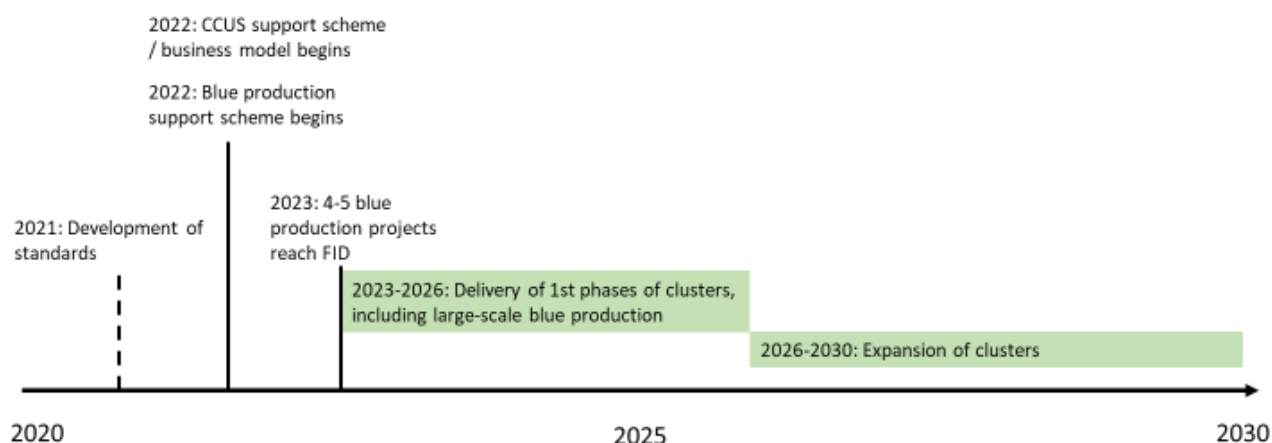 2022: CCUS support scheme
/ business model begins
2022: Blue production
support scheme begins
2023: 4-5 blue
production projects
reach FID
2021: Development of
standards
2023-2026: Delivery of 1st phases of clusters,
including large-scale blue production
2026-2030: Expansion of clusters
2020
2025
2030